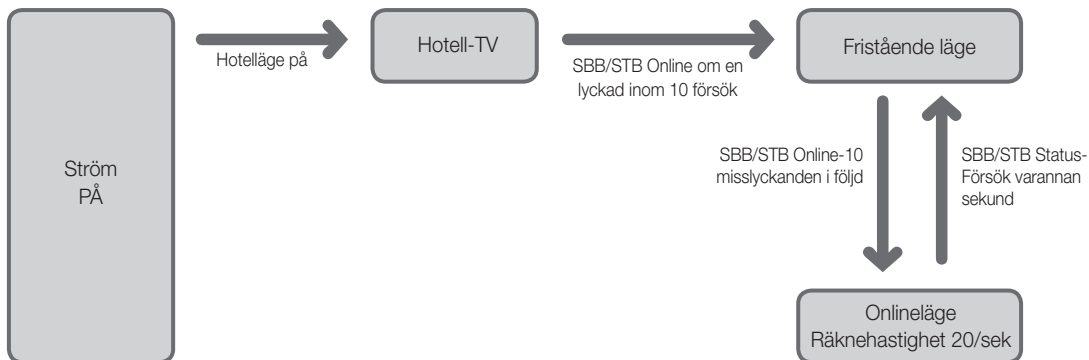 Ström
PÅ
Hotelläge på
Hotell-TV
SBB/STB Online om en
lyckad inom 10 försök
Fristående läge
SBB/STB Online-10
misslyckanden i följd
SBB/STB Status-
Försök varannan
sekund
Onlineläge
Räknehastighet 20/sek